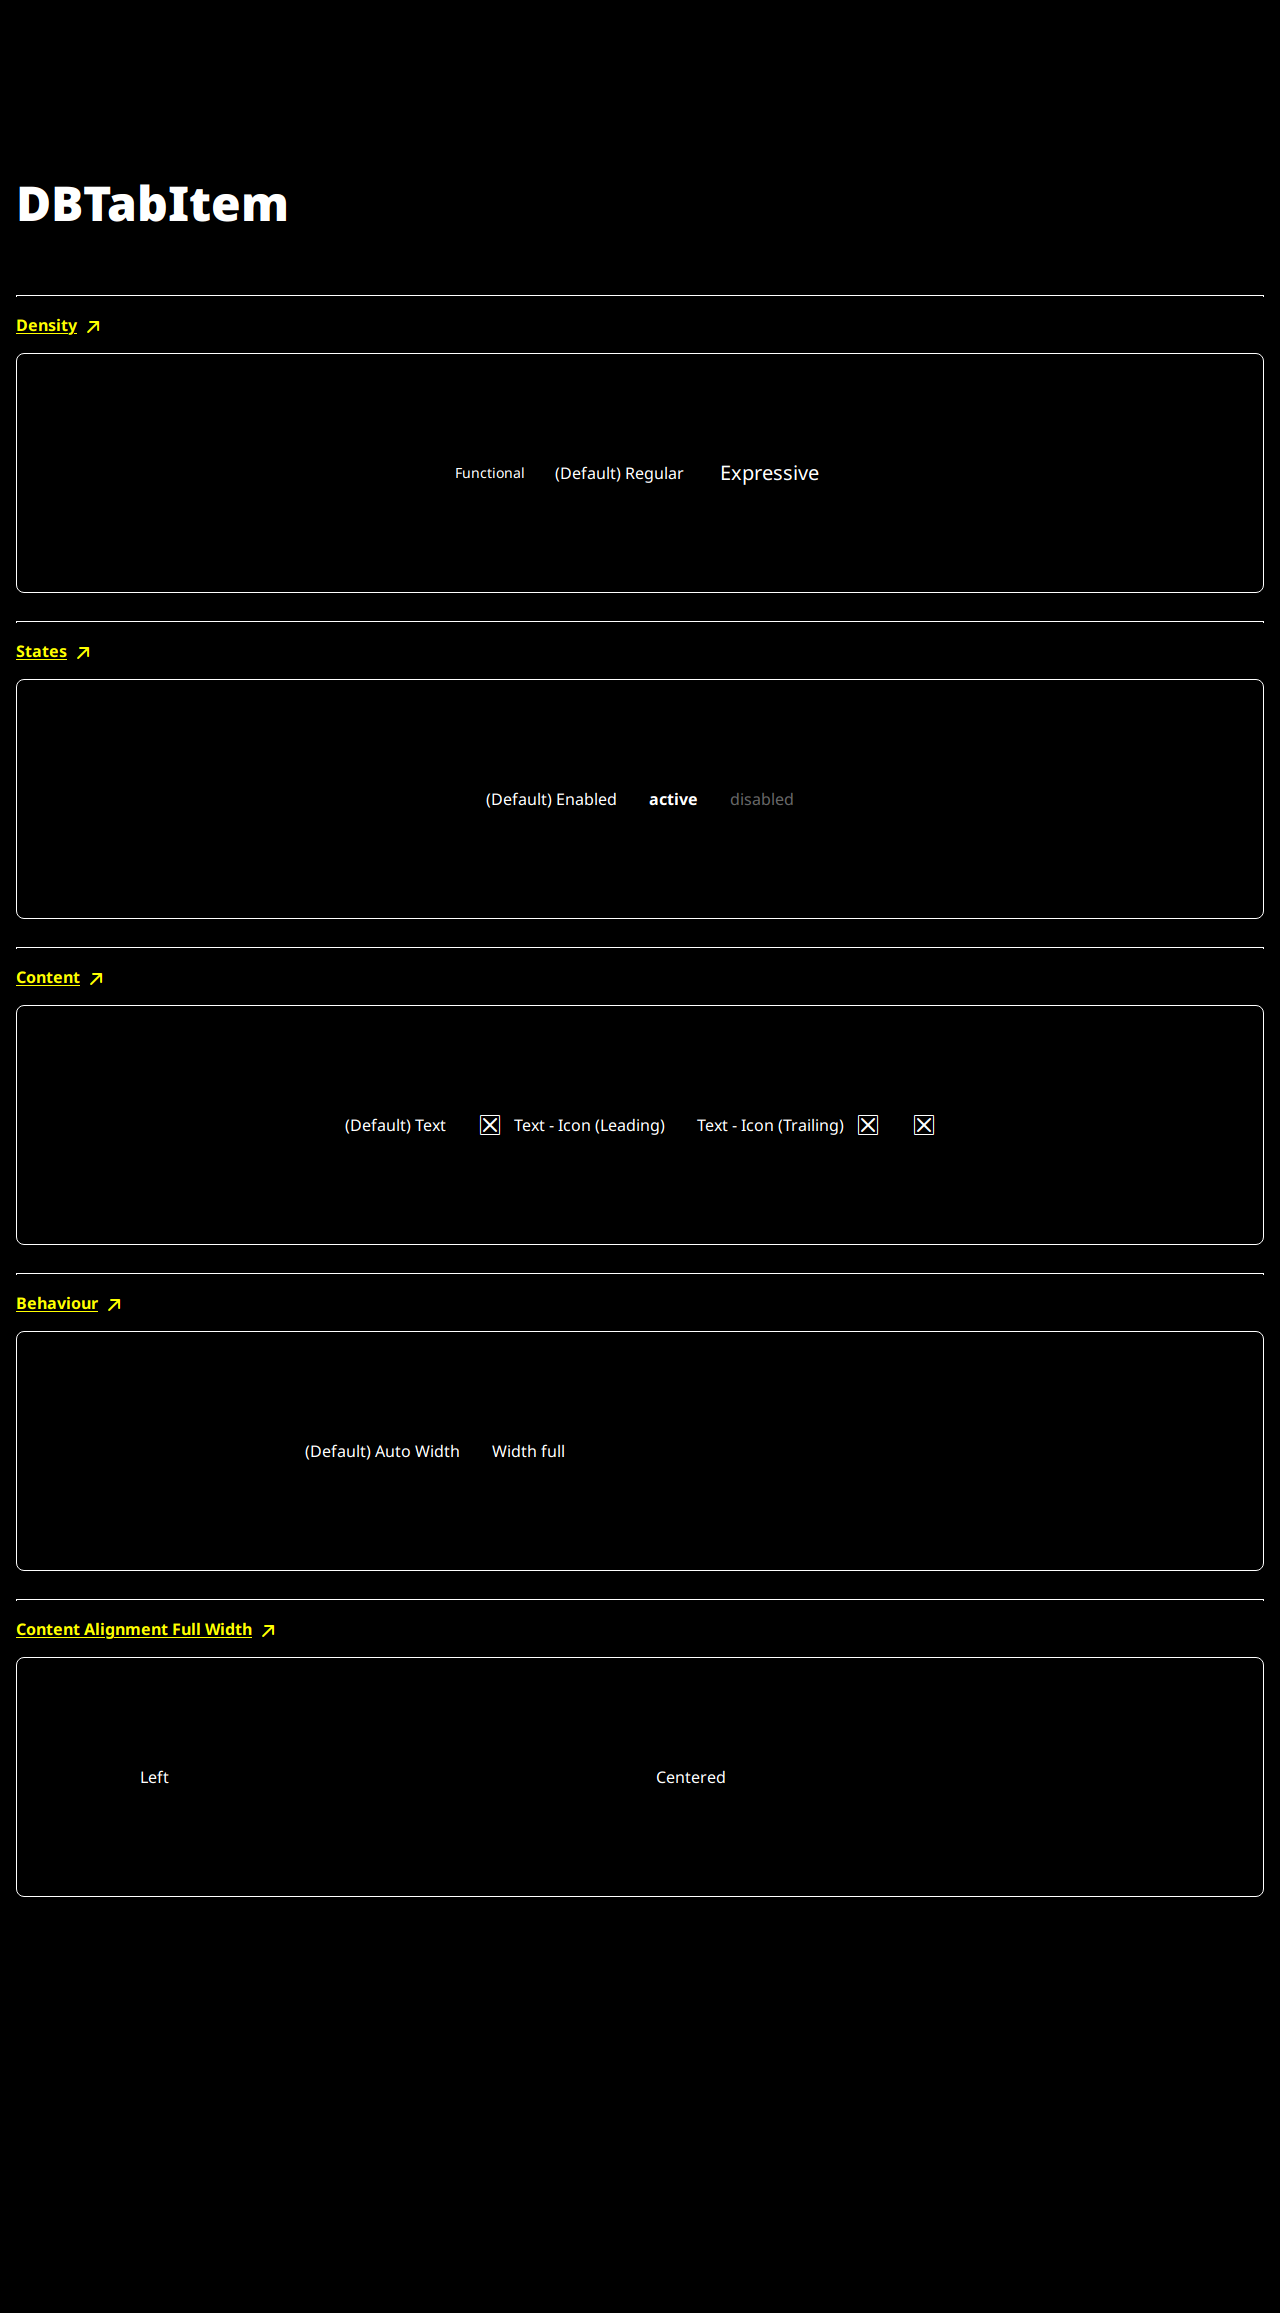 DBTabItem
Density
Functional (Default) Regular Expressive
States
(Default) Enabled active disabled
Content
(Default) Text Text - Icon (Leading) Text - Icon (Trailing)
Behaviour
(Default) Auto Width Width full
Content Alignment Full Width
Left Centered